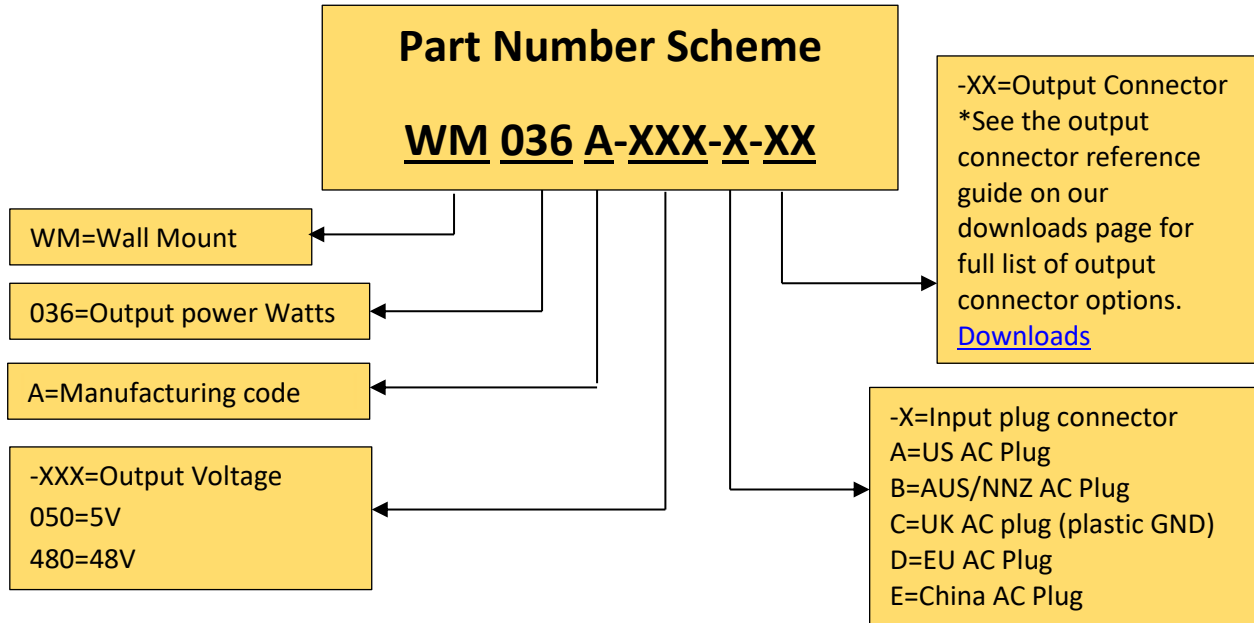 Part Number Scheme
WM 036 A-XXX-X-XX
WM=Wall Mount
036=Output power Watts
A=Manufacturing code
-XXX=Output Voltage
050=5V
480=48V
-XX=Output Connector
*See the output
connector reference
guide on our
downloads page for
full list of output
connector options.
Downloads
-X=Input plug connector
A=US AC Plug
B=AUS/NNZ AC Plug
C=UK AC plug (plastic GND)
D=EU AC Plug
E=China AC Plug